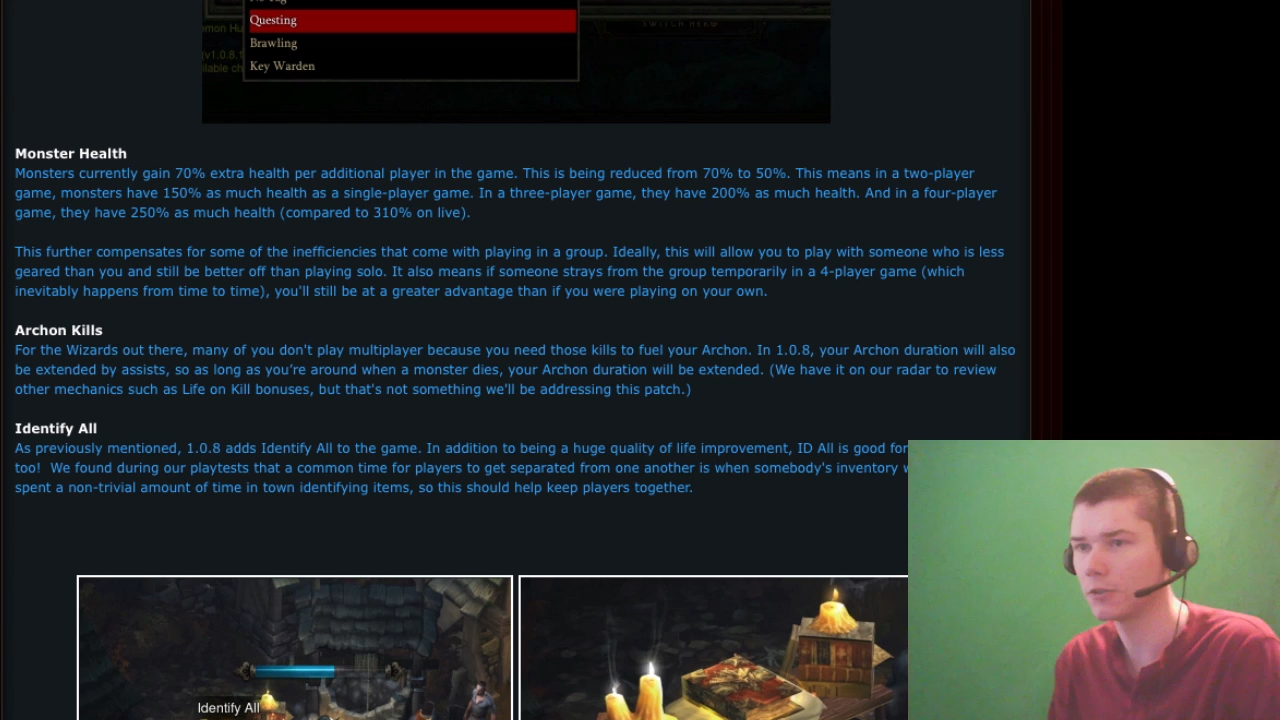 Questing
Brawling
Key Warden
Monster Health
Monsters currently gain 70% extra health per additional player in the game. This is being reduced from 70% to 50%. This means in a two-player
game, monsters have 150% as much health as a single-player game. In a three-player game, they have 200% as much health. And in a four-player
game, they have 250% as much health (compared to 310% on live).
This further compensates for some of the inefficiencies that come with playing in a group. Ideally, this will allow you to play with someone who is less
geared than you and still be better off than playing solo. It also means if someone strays from the group temporarily in a 4-player game (which
inevitably happens from time to time), you'll still be at a greater advantage than if you were playing on your own.
Archon Kills
For the Wizards out there, many of you don't play multiplayer because you need those kills to fuel your Archon. In 1.0.8, your Archon duration will also
be extended by assists, so as long as you’re around when a monster dies, your Archon duration will be extended. (We have it on our radar to review
other mechanics such as Life on Kill bonuses, but that's not something we'll be addressing this patch.)
Identify All
As previously mentioned, 1.0.8 adds Identify All to the game. In addition to being a huge quality of life improvement, ID All is good for
too!  We found during our playtests that a common time for players to get separated from one another is when somebody's inventory
spent a non-trivial amount of time in town identifying items, so this should help keep players together.
Identify All